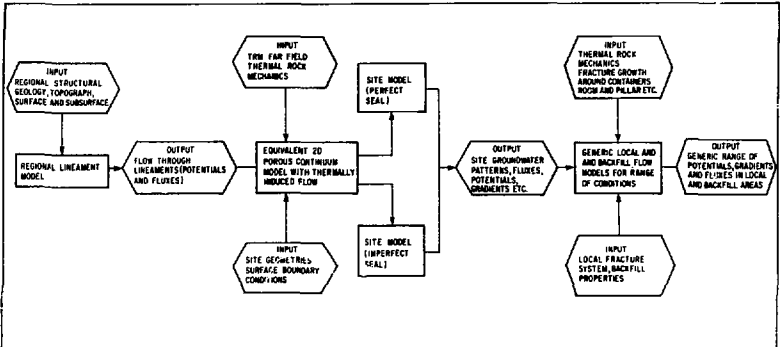 INPUT
REGIONAL STRUCTURAL
GEOLOGY, TOPOGRAPH,
SURFACE AND SUBSURFACE
REGIONAL LINEAMENT
MODEL
OUTPUT
FLOW THROUGH
LINEAMENTS(POTENTIALS
AND FLUXES)
INPUT
TRM FAR FIELD
THERMAL ROCK
MECHANICS
EQUIVALENT 2D
POROUS CONTINUUM
MODEL WITH THERMALLY
INDUCED FLOW
INPUT
SITE GEOMETRIES
SURFACE BOUNDARY
CONDITIONS
SITE MODEL
(PERFECT
SEAL)
SITE MODEL
(IMPERFECT
SEAL)
OUTPUT
SITE GROUNDWATER
PATTERNS, FLUXES,
POTENTIALS,
GRADIENTS ETC.
INPUT
THERMAL ROCK
MECHANICS
FRACTURE GROWTH
AROUND CONTAINERS
ROOM AND PILLAR ETC.
GENERIC LOCAL AND
AND BACKFILL FLOW
MODELS FOR RANGE
OF CONDITIONS
INPUT
LOCAL FRACTURE
SYSTEM, BACKFILL
PROPERTIES
OUTPUT
GENERIC RANGE OF
POTENTIALS, GRADIENTS
AND FLUXES IN LOCAL
AND BACKFILL AREAS